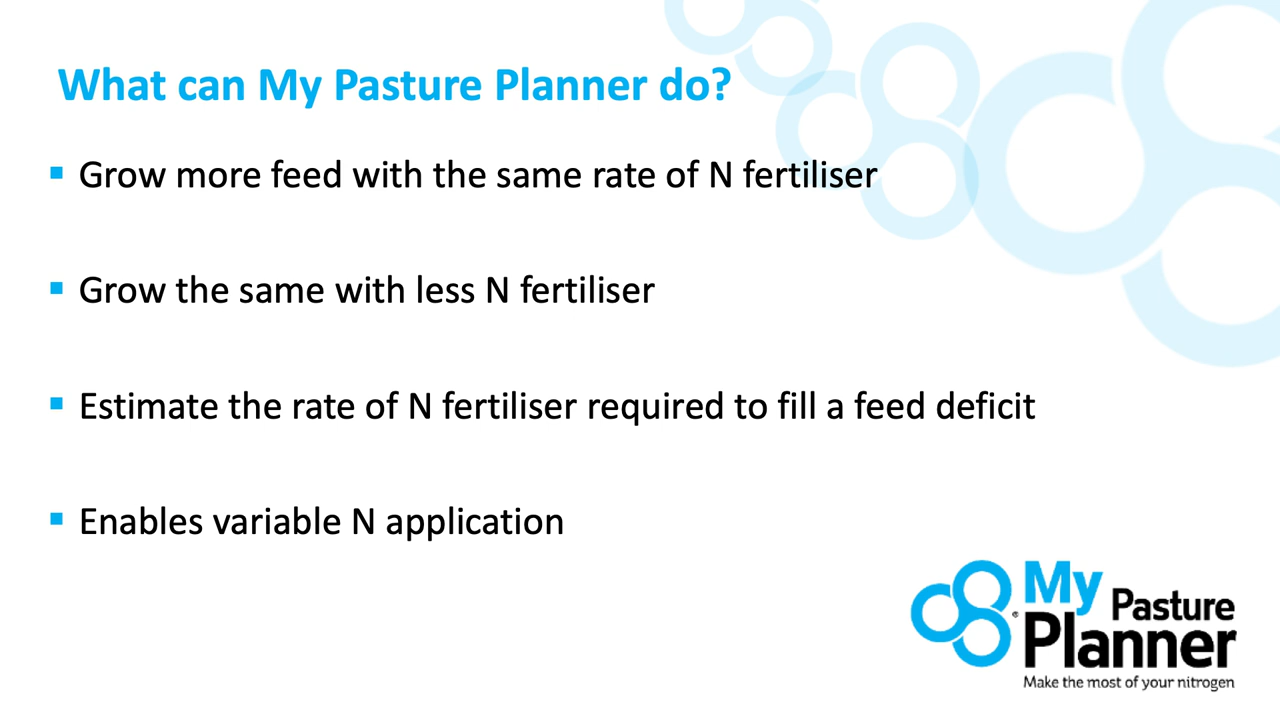 What can My Pasture Planner do?
▪ Grow more feed with the same rate of N fertiliser
▪ Grow the same with less N fertiliser
▪ Estimate the rate of N fertiliser required to fill a feed deficit
▪ Enables variable N application
My Pasture
® Planner
Make the most of your nitrogen